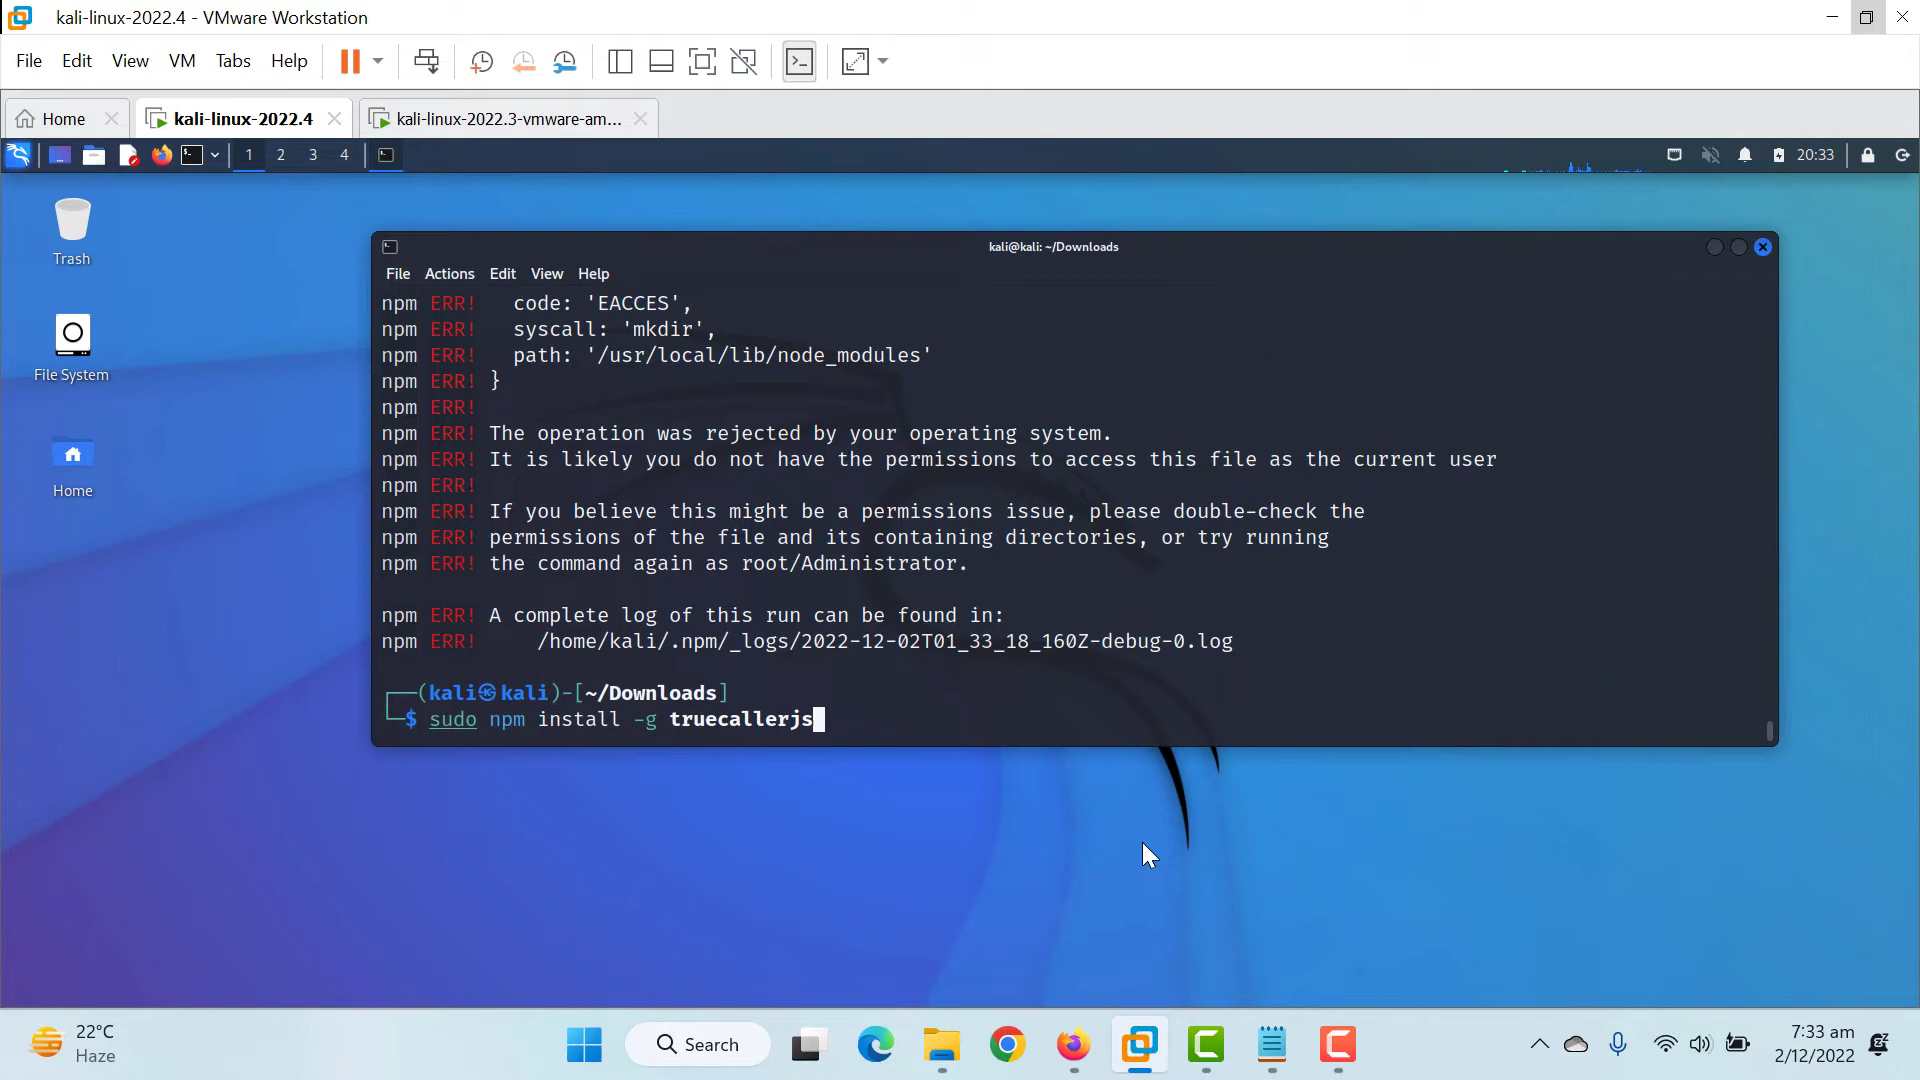 kali-linux-2022.4 - VMware Workstation
File Edit View VM Tabs Help
Home kali-linux-2022.4 kali-linux-2022.3-vmware-am...
1 2 3 4 20:33
Trash
File System
Home
kali@kali: ~/Downloads
File Actions Edit View Help
npm ERR! code: 'EACCES',
npm ERR! syscall: 'mkdir',
npm ERR! path: '/usr/local/lib/node_modules'
npm ERR! }
npm ERR!
npm ERR! The operation was rejected by your operating system.
npm ERR! It is likely you do not have the permissions to access this file as the current user
npm ERR!
npm ERR! If you believe this might be a permissions issue, please double-check the
npm ERR! permissions of the file and its containing directories, or try running
npm ERR! the command again as root/Administrator.
npm ERR! A complete log of this run can be found in:
npm ERR! /home/kali/.npm/_logs/2022-12-02T01_33_18_160Z-debug-0.log
┌──(kali㉿kali)-[~/Downloads]
└─$ sudo npm install -g truecallerjs
22°C
Haze
Search
7:33 am
2/12/2022